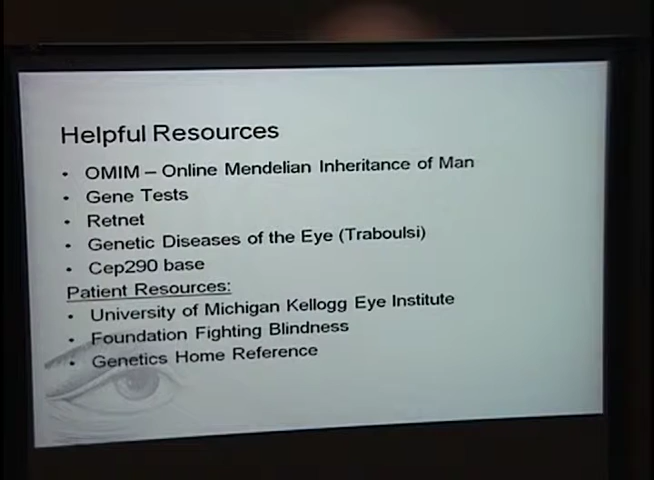 Helpful Resources
• OMIM – Online Mendelian Inheritance of Man
• Gene Tests
• Retnet
• Genetic Diseases of the Eye (Traboulsi)
• Cep290 base
Patient Resources:
• University of Michigan Kellogg Eye Institute
• Foundation Fighting Blindness
• Genetics Home Reference